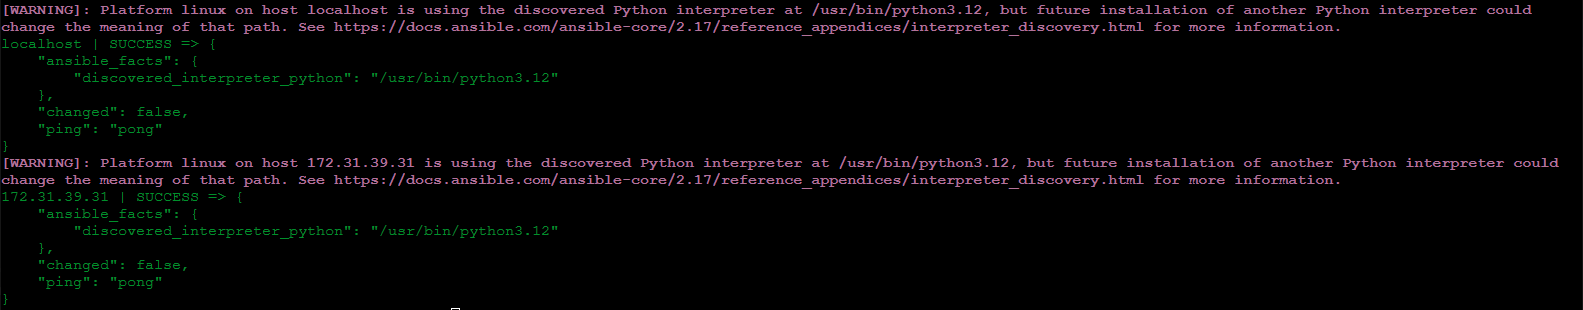 [WARNING]: Platform linux on host localhost is using the discovered Python interpreter at /usr/bin/python3.12, but future installation of another Python interpreter could
change the meaning of that path. See https://docs.ansible.com/ansible-core/2.17/reference_appendices/interpreter_discovery.html for more information.
localhost | SUCCESS => {
    "ansible_facts": {
        "discovered_interpreter_python": "/usr/bin/python3.12"
    },
    "changed": false,
    "ping": "pong"
}
[WARNING]: Platform linux on host 172.31.39.31 is using the discovered Python interpreter at /usr/bin/python3.12, but future installation of another Python interpreter could
change the meaning of that path. See https://docs.ansible.com/ansible-core/2.17/reference_appendices/interpreter_discovery.html for more information.
172.31.39.31 | SUCCESS => {
    "ansible_facts": {
        "discovered_interpreter_python": "/usr/bin/python3.12"
    },
    "changed": false,
    "ping": "pong"
}